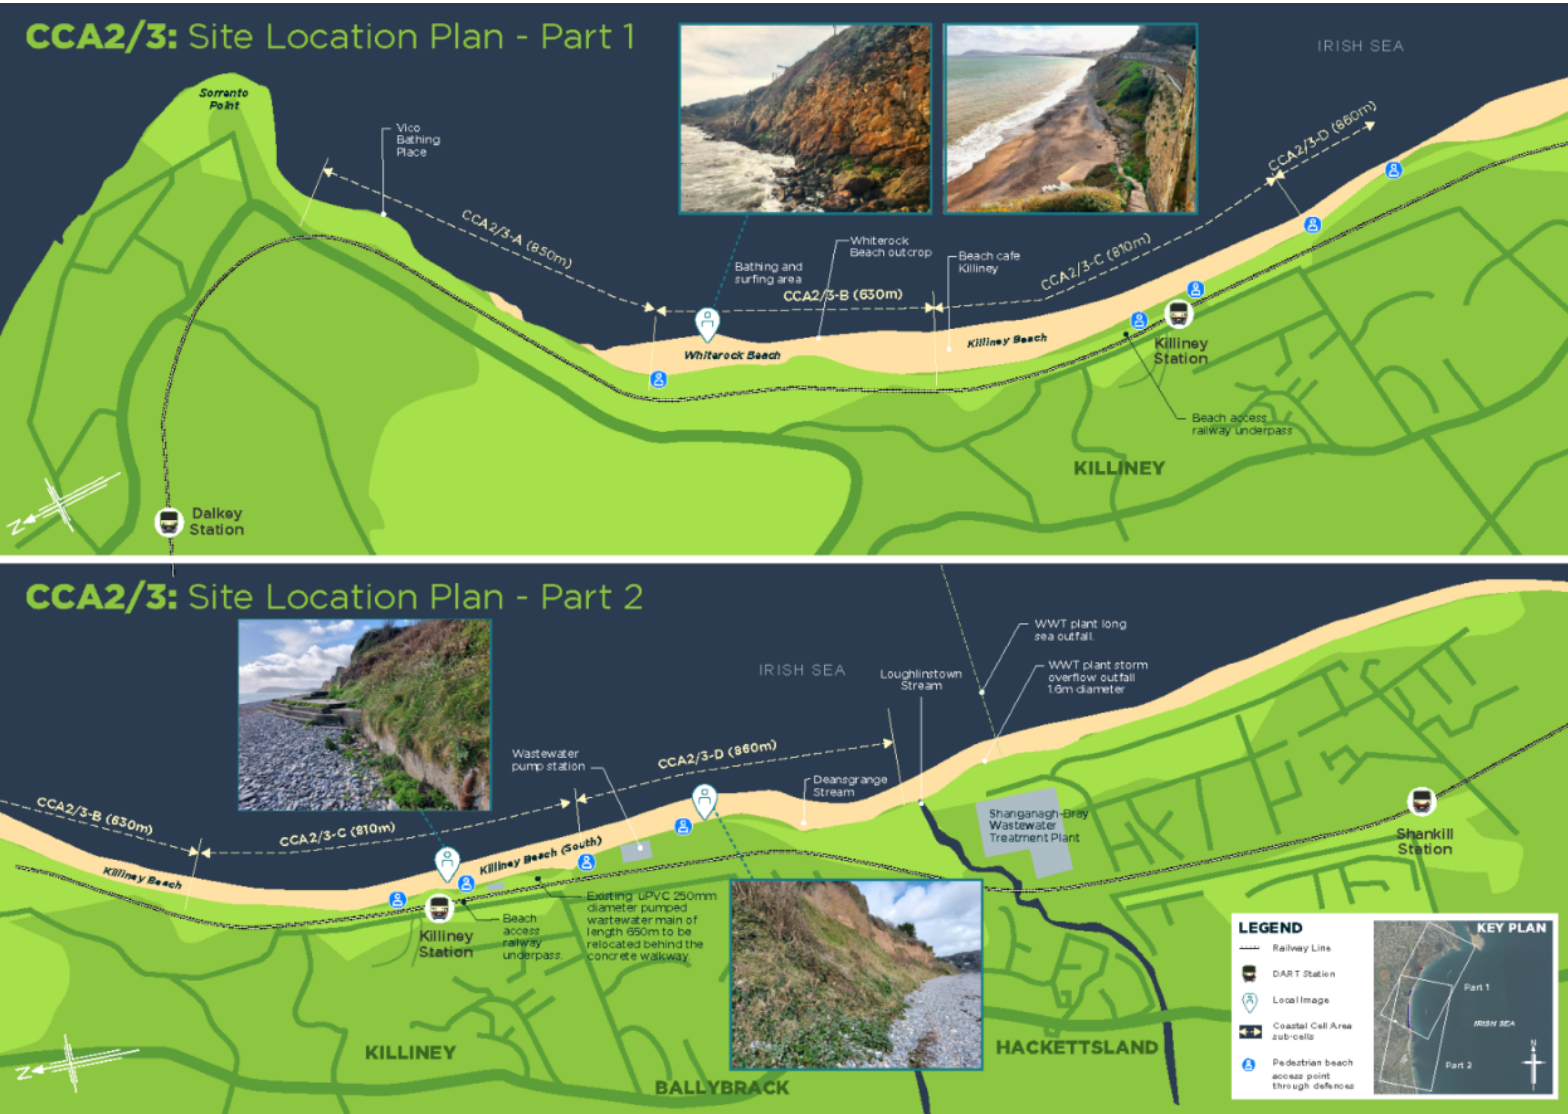 CCA2/3: Site Location Plan - Part 1
IRISH SEA
Sorrento
Point
Vico
Bathing
Place
CCA2/3-A (850m)
Bathing and
surfing area
CCA2/3-B (630m)
Whiterock
Beach outcrop
Beach cafe
Killiney
CCA2/3-C (810m)
CCA2/3-D (860m)
Whiterock Beach
Killiney Beach
Killiney
Station
Beach access
railway underpass
KILLINEY
Dalkey
Station
N
CCA2/3: Site Location Plan - Part 2
IRISH SEA
WWT plant long
sea outfall.
WWT plant storm
overflow outfall
1.6m diameter
Loughlinstown
Stream
Wastewater
pump station
CCA2/3-D (860m)
Deansgrange
Stream
CCA2/3-B (630m)
CCA2/3-C (810m)
Killiney Beach
Killiney Beach (South)
Shanganagh-Bray
Wastewater
Treatment Plant
Shankill
Station
Killiney
Station
Beach
access
railway
underpass.
Existing uPVC 250mm
diameter pumped
wastewater main of
length 650m to be
relocated behind the
concrete walkway.
KILLINEY
BALLYBRACK
HACKETTSLAND
N
LEGEND
Railway Line
DART Station
Local Image
Coastal Cell Area
sub-cells
Pedestrian beach
access point
through defences
KEY PLAN
Part 1
IRISH SEA
Part 2
N